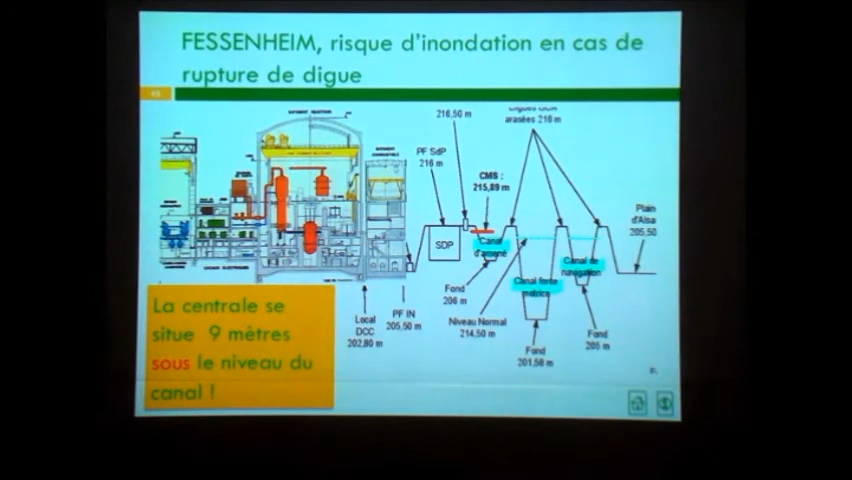 FESSENHEIM, risque d'inondation en cas de
rupture de digue
216,50 m
arasées 216 m
PF SdP
216 m
CMS :
215,89 m
Plain
d'Alsa
205,50
SDP
Canal
d'amené
Canal de
navigation
Fond
206 m
Niveau Normal
214,50 m
Fond
201,58 m
Fond
205 m
Local
DCC
202,80 m
PF IN
205,50 m
La centrale se
situe 9 mètres
sous le niveau du
canal !